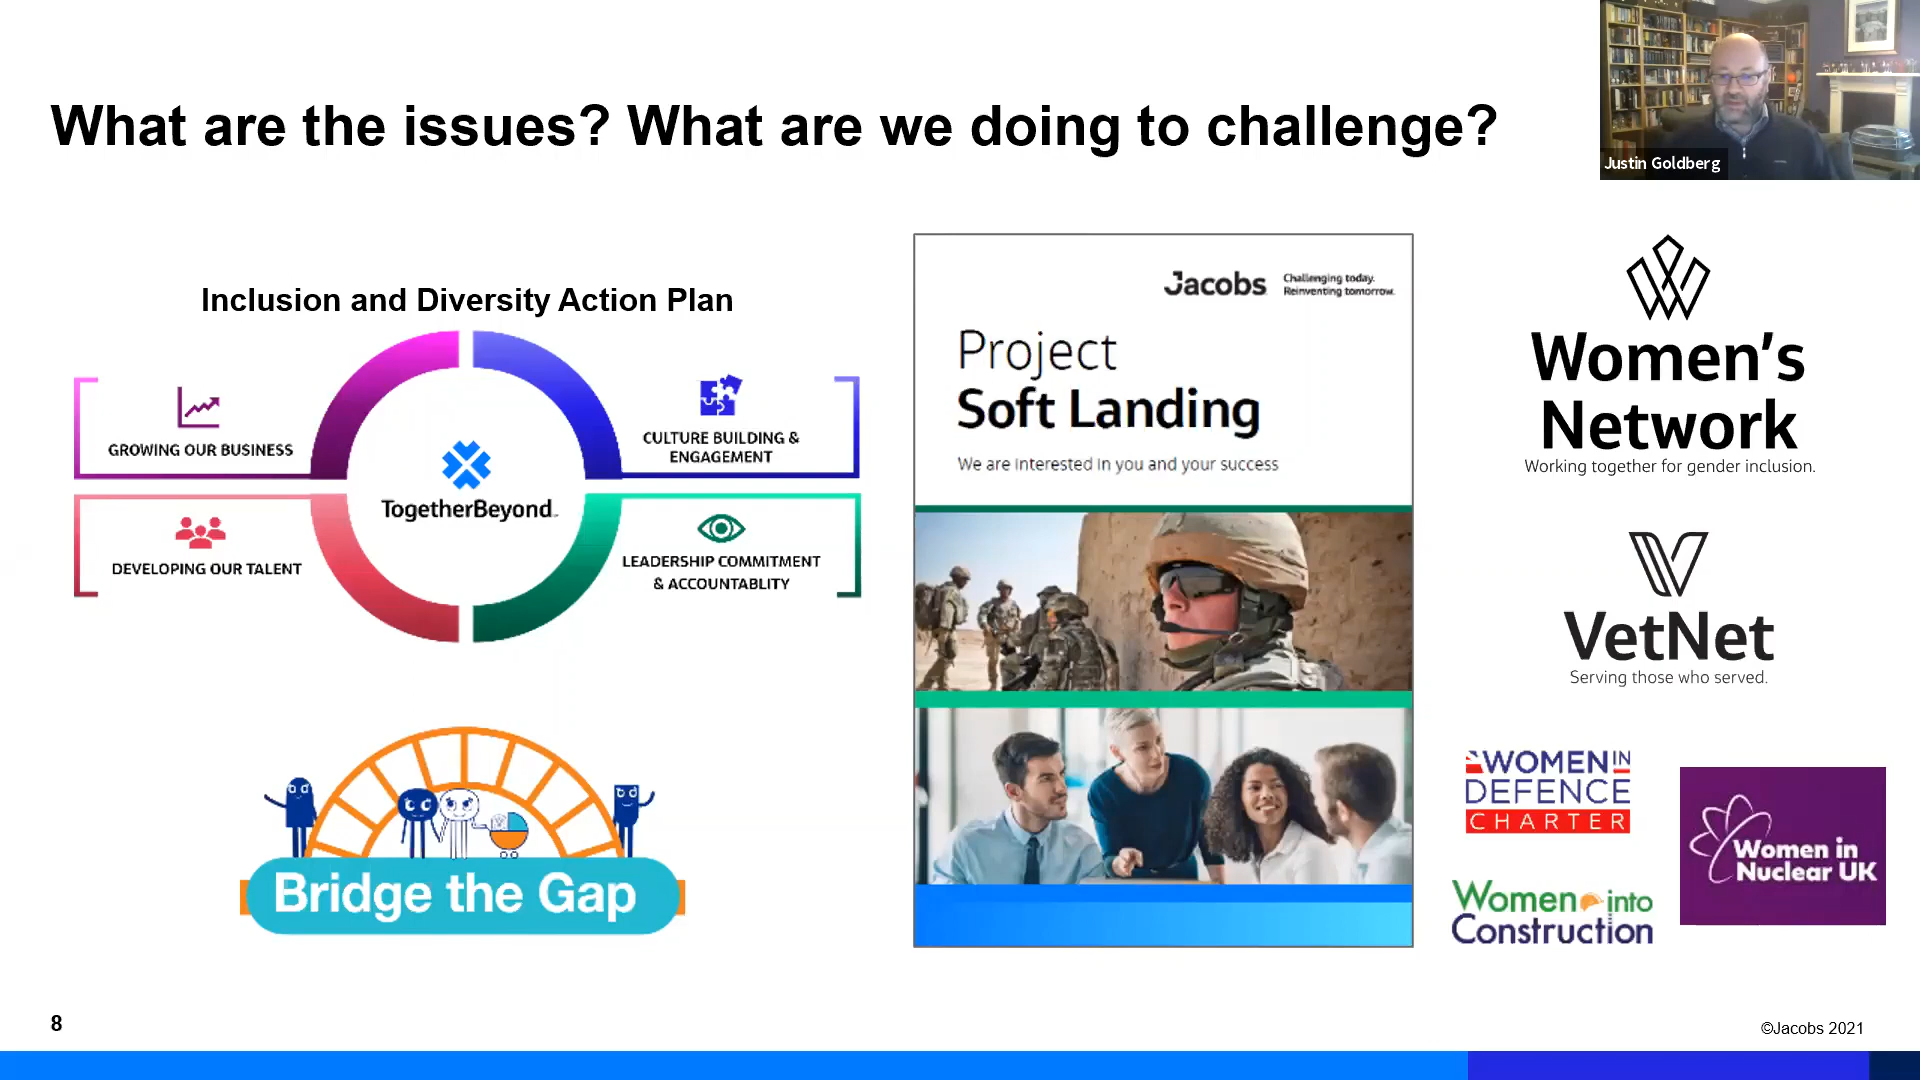 What are the issues? What are we doing to challenge?
Justin Goldberg
Inclusion and Diversity Action Plan
GROWING OUR BUSINESS
CULTURE BUILDING &
ENGAGEMENT
TogetherBeyond
DEVELOPING OUR TALENT
LEADERSHIP COMMITMENT
& ACCOUNTABLITY
Bridge the Gap
Jacobs
Challenging today.
Reinventing tomorrow.
Project
Soft Landing
We are interested in you and your success
Women's
Network
Working together for gender inclusion.
VetNet
Serving those who served.
WOMEN IN
DEFENCE
CHARTER
Women in
Nuclear UK
Women into
Construction
8
©Jacobs 2021